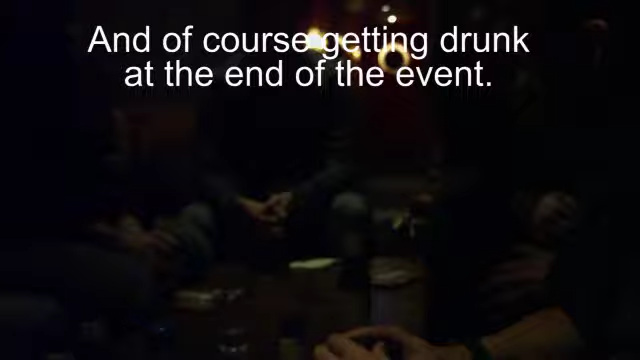 And of course getting drunk
at the end of the event.